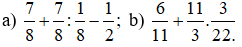 a) 7/8 + 7/8 : 1/8 − 1/2; b) 6/11 + 11/3 . 3/22.